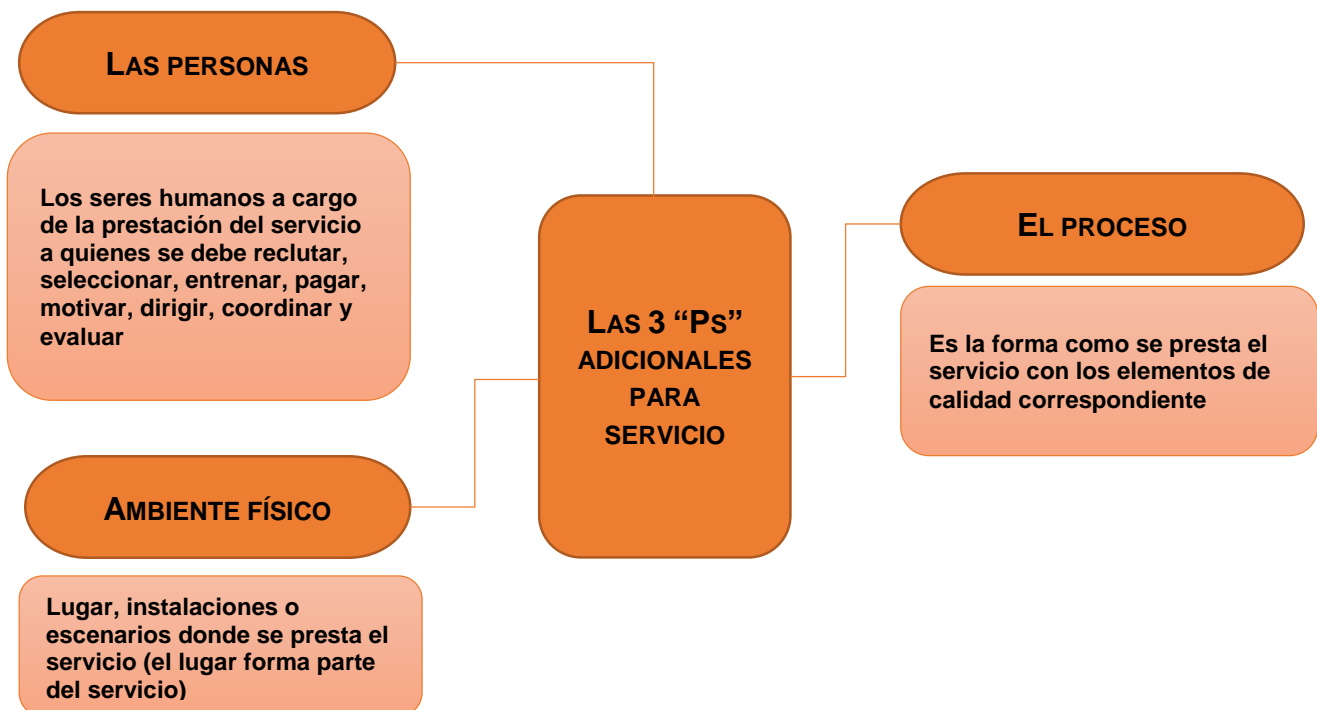 LAS PERSONAS
Los seres humanos a cargo
de la prestación del servicio
a quienes se debe reclutar,
seleccionar, entrenar, pagar,
motivar, dirigir, coordinar y
evaluar
AMBIENTE FÍSICO
Lugar, instalaciones o
escenarios donde se presta el
servicio (el lugar forma parte
del servicio)
LAS 3 “PS”
ADICIONALES
PARA
SERVICIO
EL PROCESO
Es la forma como se presta el
servicio con los elementos de
calidad correspondiente